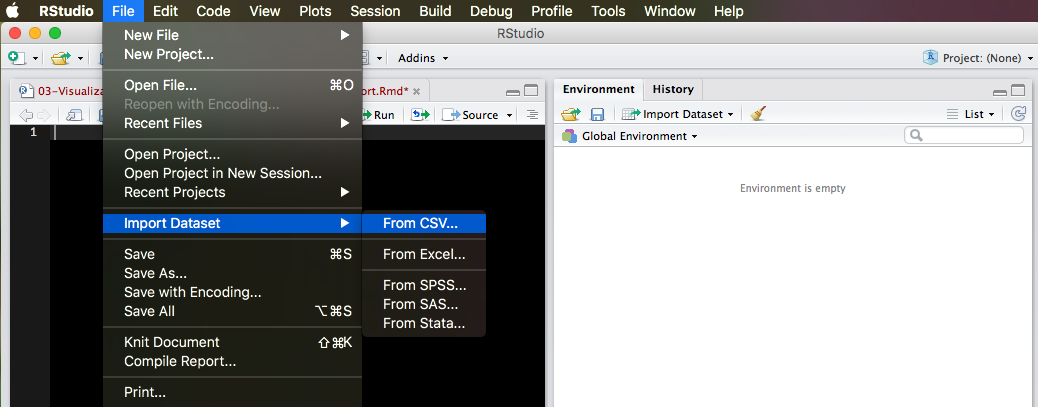 RStudio File Edit Code View Plots Session Build Debug Profile Tools Window Help
RStudio
Addins
Project: (None)
New File
New Project...
Open File... ⌘O
Reopen with Encoding...
Recent Files
Open Project...
Open Project in New Session...
Recent Projects
Import Dataset
Save ⌘S
Save As...
Save with Encoding...
Save All ⌥⌘S
Knit Document ⇧⌘K
Compile Report...
Print...
From CSV...
From Excel...
From SPSS...
From SAS...
From Stata...
ort.Rmd*
Run Source
1
Environment History
Import Dataset List
Global Environment
Environment is empty